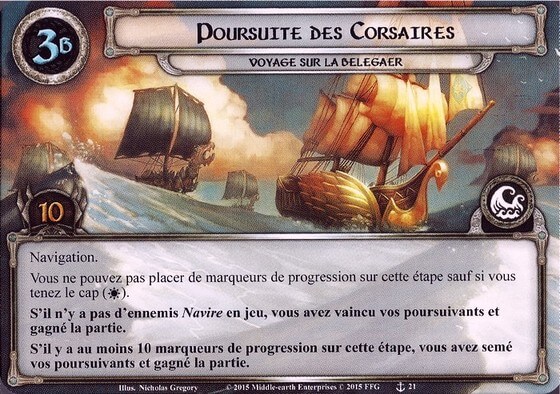 3B
POURSUITE DES CORSAIRES
VOYAGE SUR LA BELEGAER
10
Navigation.
Vous ne pouvez pas placer de marqueurs de progression sur cette étape sauf si vous
tenez le cap ( ).
S'il n'y a pas d'ennemis Navire en jeu, vous avez vaincu vos poursuivants et
gagné la partie.
S'il y a au moins 10 marqueurs de progression sur cette étape, vous avez semé
vos poursuivants et gagné la partie.
Illus. Nicholas Gregory © 2015 Middle-earth Enterprises © 2015 FFG 21